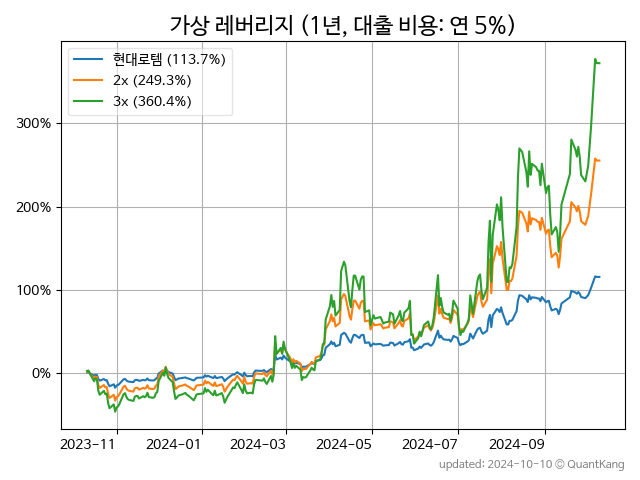 가상 레버리지 (1년, 대출 비용: 연 5%)
현대로템 (113.7%)
2x (249.3%)
3x (360.4%)
300%
200%
100%
0%
2023-11 2024-01 2024-03 2024-05 2024-07 2024-09
updated: 2024-10-10 © QuantKang